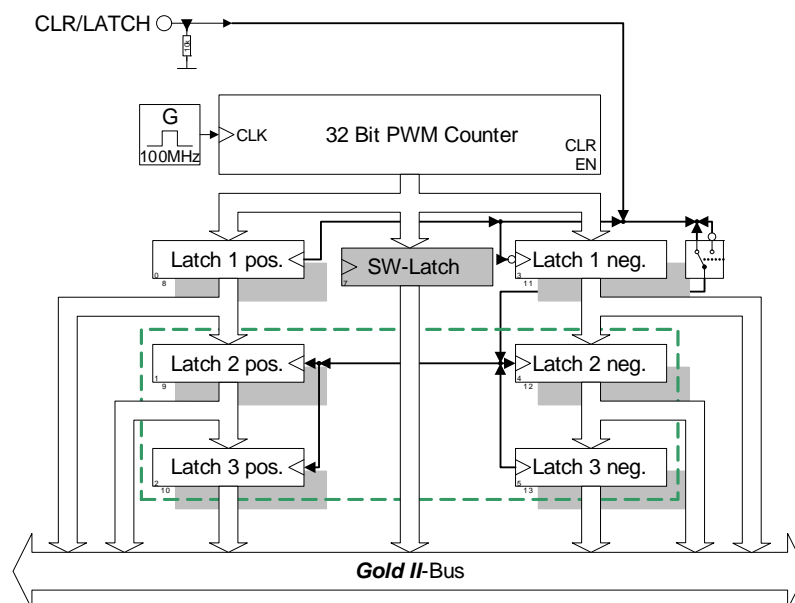 CLR/LATCH
10k
G
100MHz
CLK
32 Bit PWM Counter
CLR
EN
Latch 1 pos.
0
8
SW-Latch
7
Latch 1 neg.
3
11
Latch 2 pos.
1
9
Latch 2 neg.
4
12
Latch 3 pos.
2
10
Latch 3 neg.
5
13
Gold II-Bus